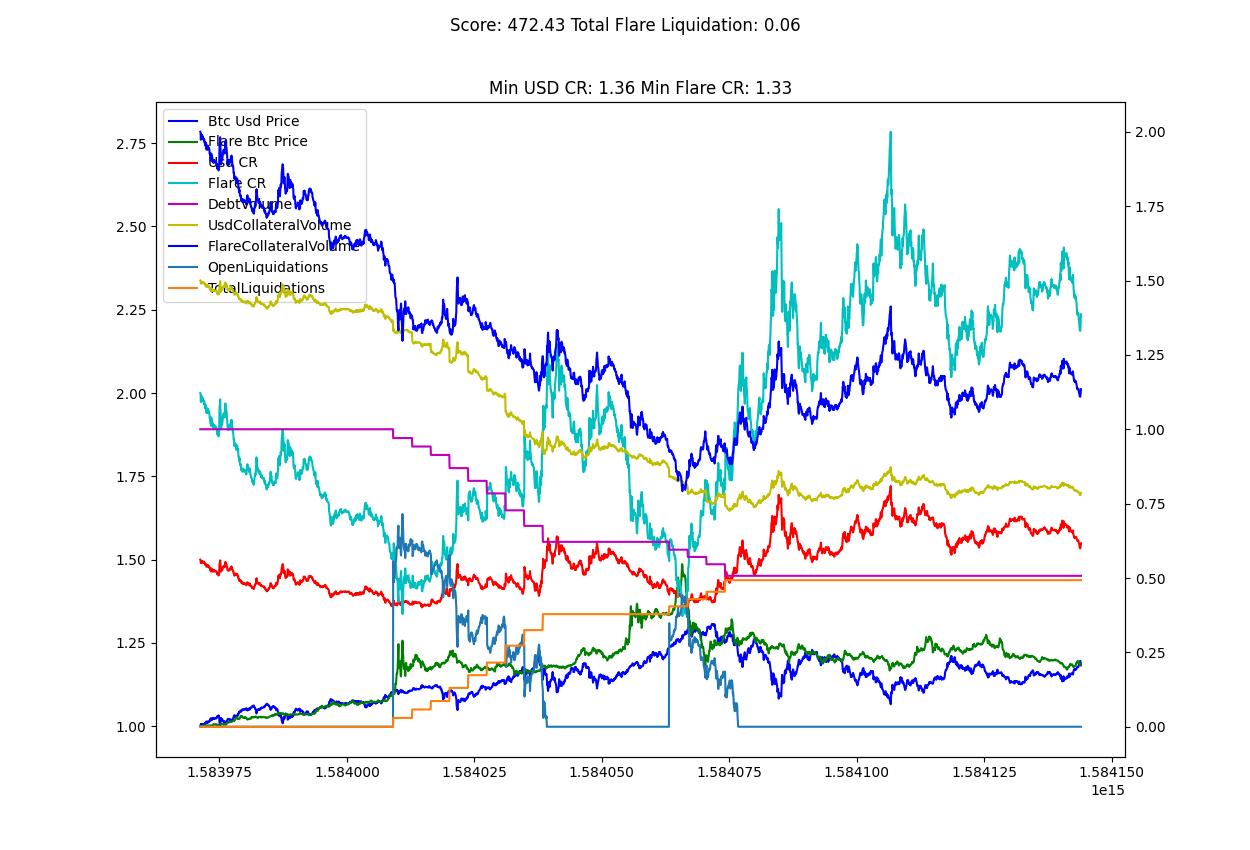 Score: 472.43 Total Flare Liquidation: 0.06
Min USD CR: 1.36 Min Flare CR: 1.33
Btc Usd Price
Flare Btc Price
Usd CR
Flare CR
DebtVolume
UsdCollateralVolume
FlareCollateralVolume
OpenLiquidations
TotalLiquidations
2.75
2.50
2.25
2.00
1.75
1.50
1.25
1.00
2.00
1.75
1.50
1.25
1.00
0.75
0.50
0.25
0.00
1.583975 1.584000 1.584025 1.584050 1.584075 1.584100 1.584125 1.584150
1e15